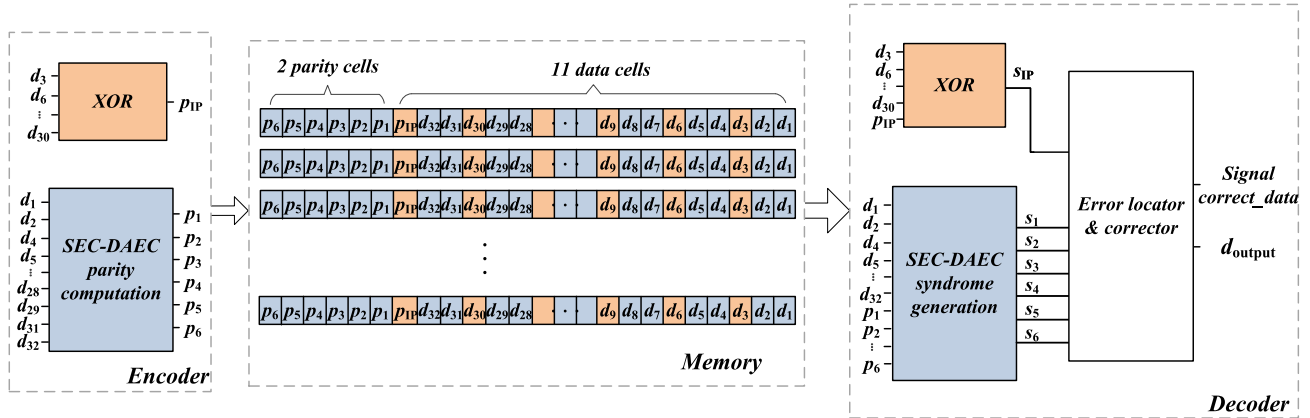 d3
d6
...
d30
XOR
pIP
d1
d2
d4
d5
...
d28
d29
d31
d32
SEC-DAEC
parity
computation
p1
p2
p3
p4
p5
p6
Encoder
2 parity cells
11 data cells
p6 p5 p4 p3 p2 p1 pIP d32 d31 d30 d29 d28 . . . d9 d8 d7 d6 d5 d4 d3 d2 d1
p6 p5 p4 p3 p2 p1 pIP d32 d31 d30 d29 d28 . . . d9 d8 d7 d6 d5 d4 d3 d2 d1
p6 p5 p4 p3 p2 p1 pIP d32 d31 d30 d29 d28 . . . d9 d8 d7 d6 d5 d4 d3 d2 d1
. . .
p6 p5 p4 p3 p2 p1 pIP d32 d31 d30 d29 d28 . . . d9 d8 d7 d6 d5 d4 d3 d2 d1
Memory
d3
d6
...
d30
pIP
XOR
sIP
d1
d2
d4
d5
...
d32
p1
p2
...
p6
SEC-DAEC
syndrome
generation
s1
s2
s3
s4
s5
s6
Error locator
& corrector
Signal
correct_data
doutput
Decoder